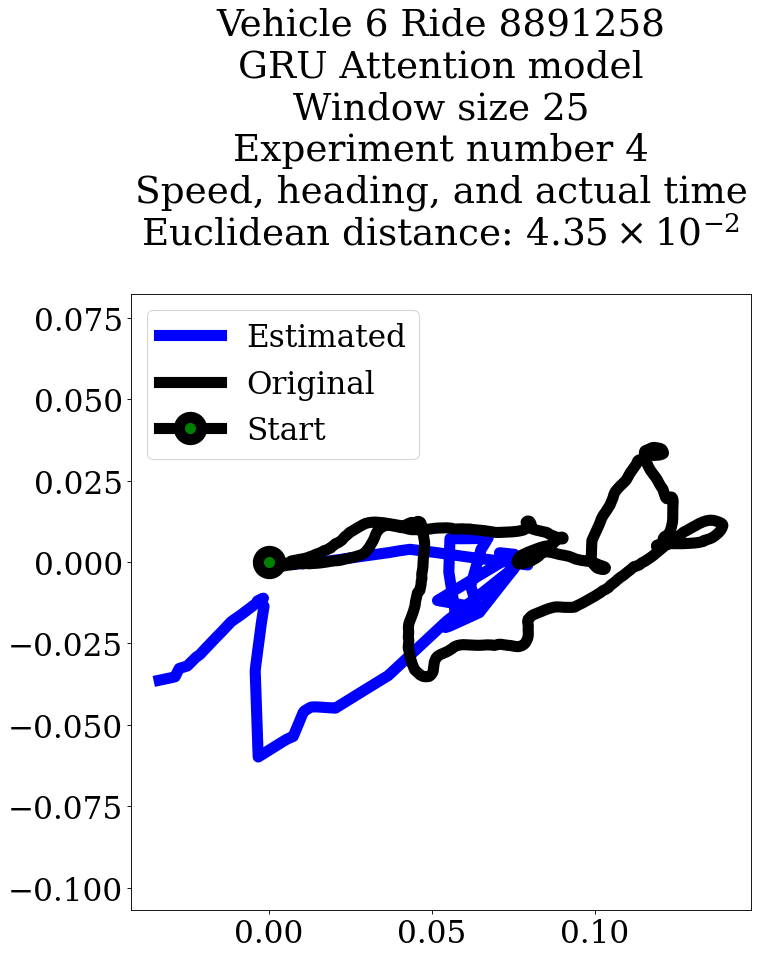 Vehicle 6 Ride 8891258
GRU Attention model
Window size 25
Experiment number 4
Speed, heading, and actual time
Euclidean distance: 4.35 × 10⁻²
Estimated
Original
Start
0.075
0.050
0.025
0.000
−0.025
−0.050
−0.075
−0.100
0.00
0.05
0.10